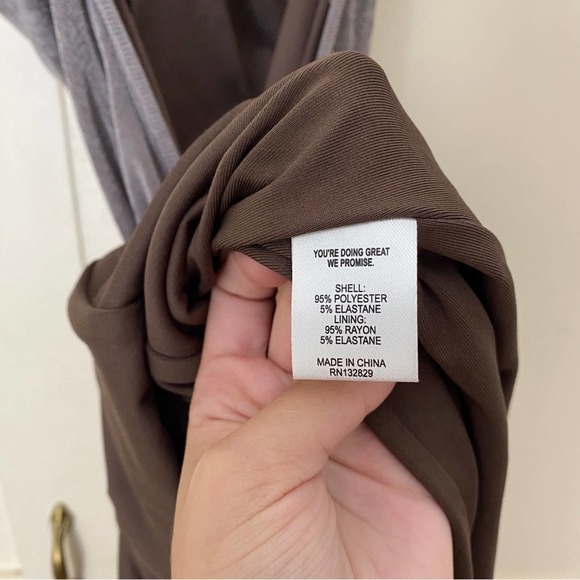 YOU'RE DOING GREAT
WE PROMISE.
SHELL:
95% POLYESTER
5% ELASTANE
LINING:
95% RAYON
5% ELASTANE
MADE IN CHINA
RN132829